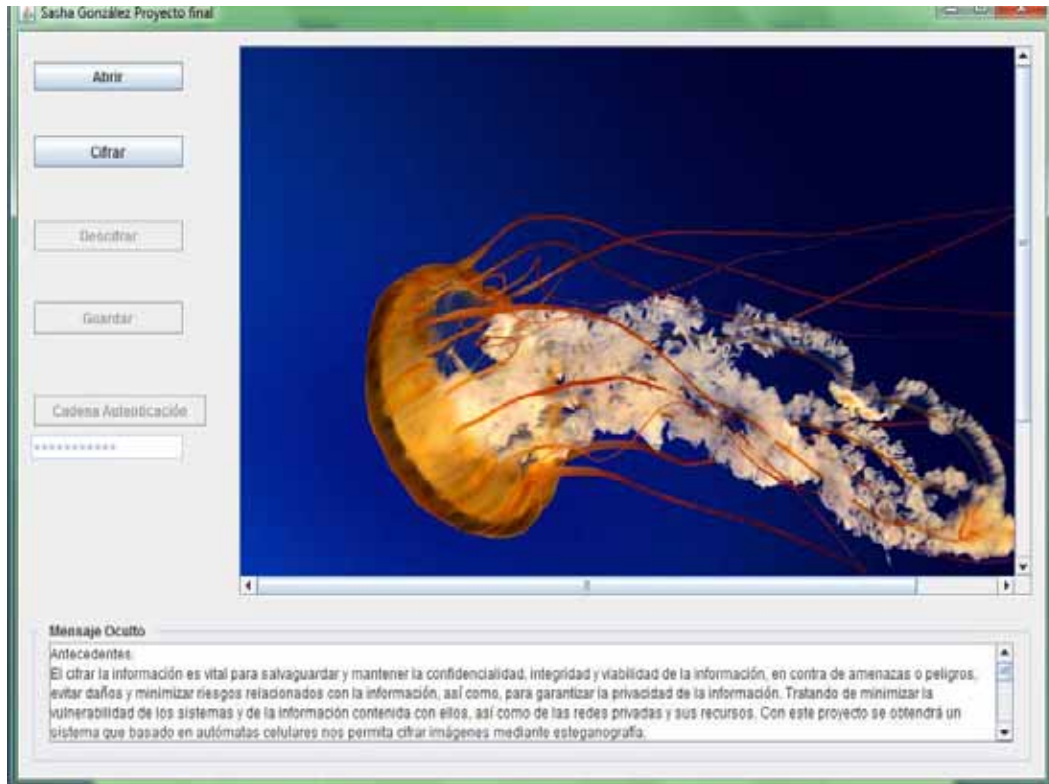 Sasha González Proyecto final
Abrir
Cifrar
Descifrar
Guardar
Cadena Autenticación
***********
Mensaje Oculto
Antecedentes:
El cifrar la información es vital para salvaguardar y mantener la confidencialidad, integridad y viabilidad de la información, en contra de amenazas o peligros,
evitar daños y minimizar riesgos relacionados con la información, así como, para garantizar la privacidad de la información. Tratando de minimizar la
vulnerabilidad de los sistemas y de la información contenida con ellos, así como de las redes privadas y sus recursos. Con este proyecto se obtendrá un
sistema que basado en autómatas celulares nos permita cifrar imágenes mediante esteganografía.